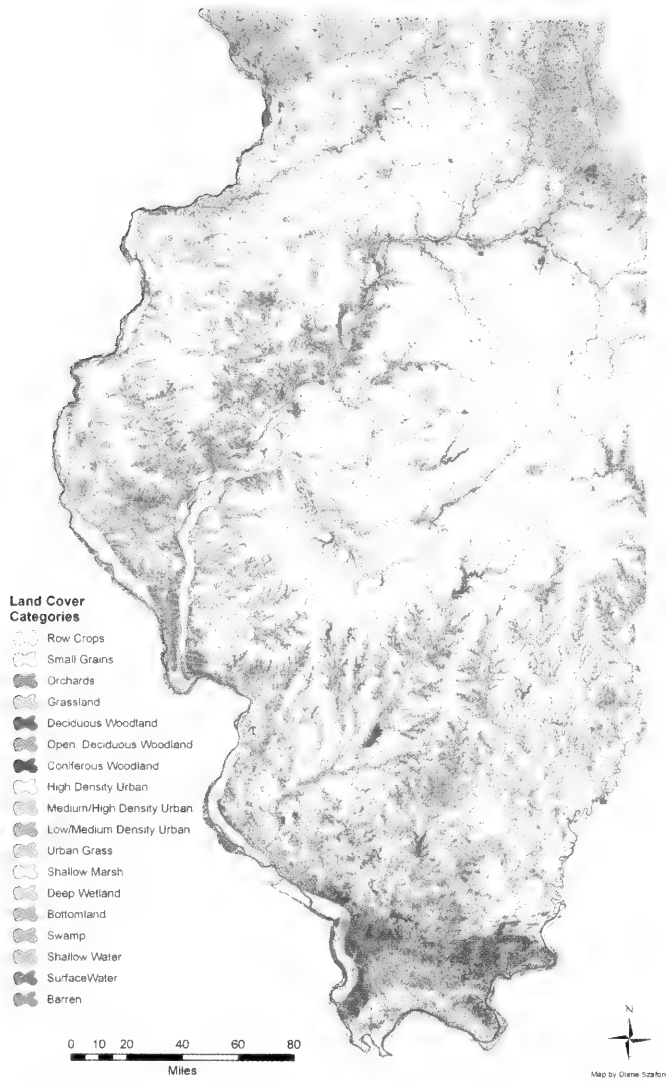 Land Cover
Categories
Row Crops
Small Grains
Orchards
Grassland
Deciduous Woodland
Open Deciduous Woodland
Coniferous Woodland
High Density Urban
Medium/High Density Urban
Low/Medium Density Urban
Urban Grass
Shallow Marsh
Deep Wetland
Bottomland
Swamp
Shallow Water
SurfaceWater
Barren
0 10 20 40 60 80
Miles
N
Map by Diane Szafoni